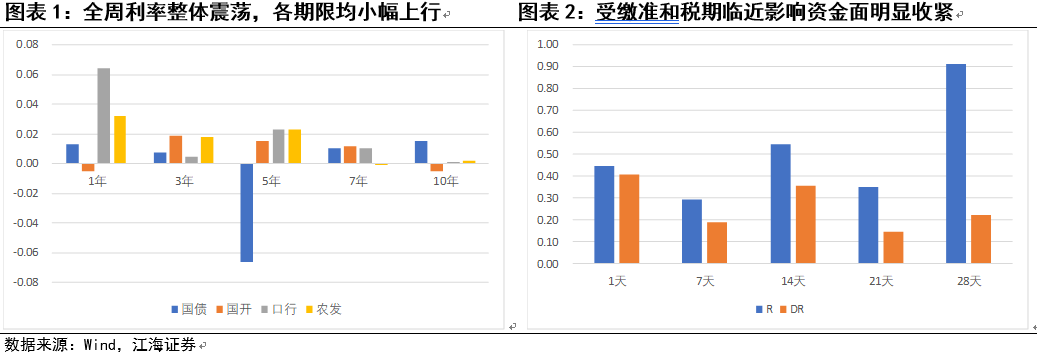 图表1：全周利率整体震荡，各期限均小幅上行
0.08
0.06
0.04
0.02
0.00
-0.02
-0.04
-0.06
-0.08
1年 3年 5年 7年 10年
国债 国开 口行 农发
图表2：受缴准和税期临近影响资金面明显收紧
1.00
0.90
0.80
0.70
0.60
0.50
0.40
0.30
0.20
0.10
0.00
1天 7天 14天 21天 28天
R DR
数据来源：Wind，江海证券